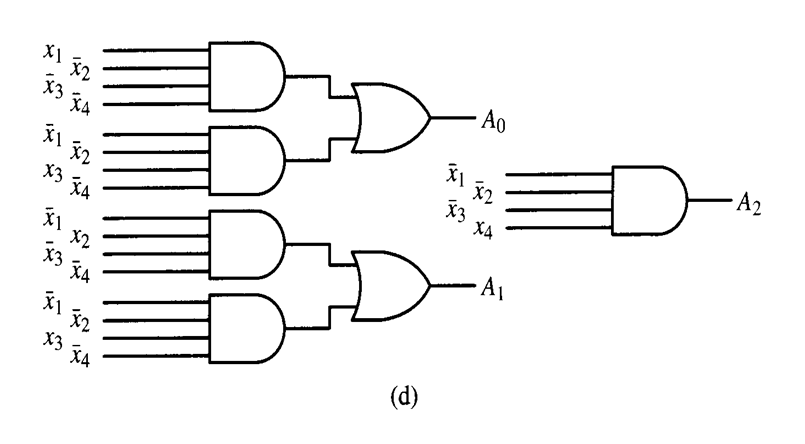 x₁
x̄₂
x̄₃
x̄₄
A₀
x̄₁
x̄₂
x₃
x̄₄
x̄₁
x̄₂
x̄₃
x₄
A₂
x̄₁
x₂
x̄₃
x̄₄
A₁
x̄₁
x̄₂
x₃
x̄₄
(d)